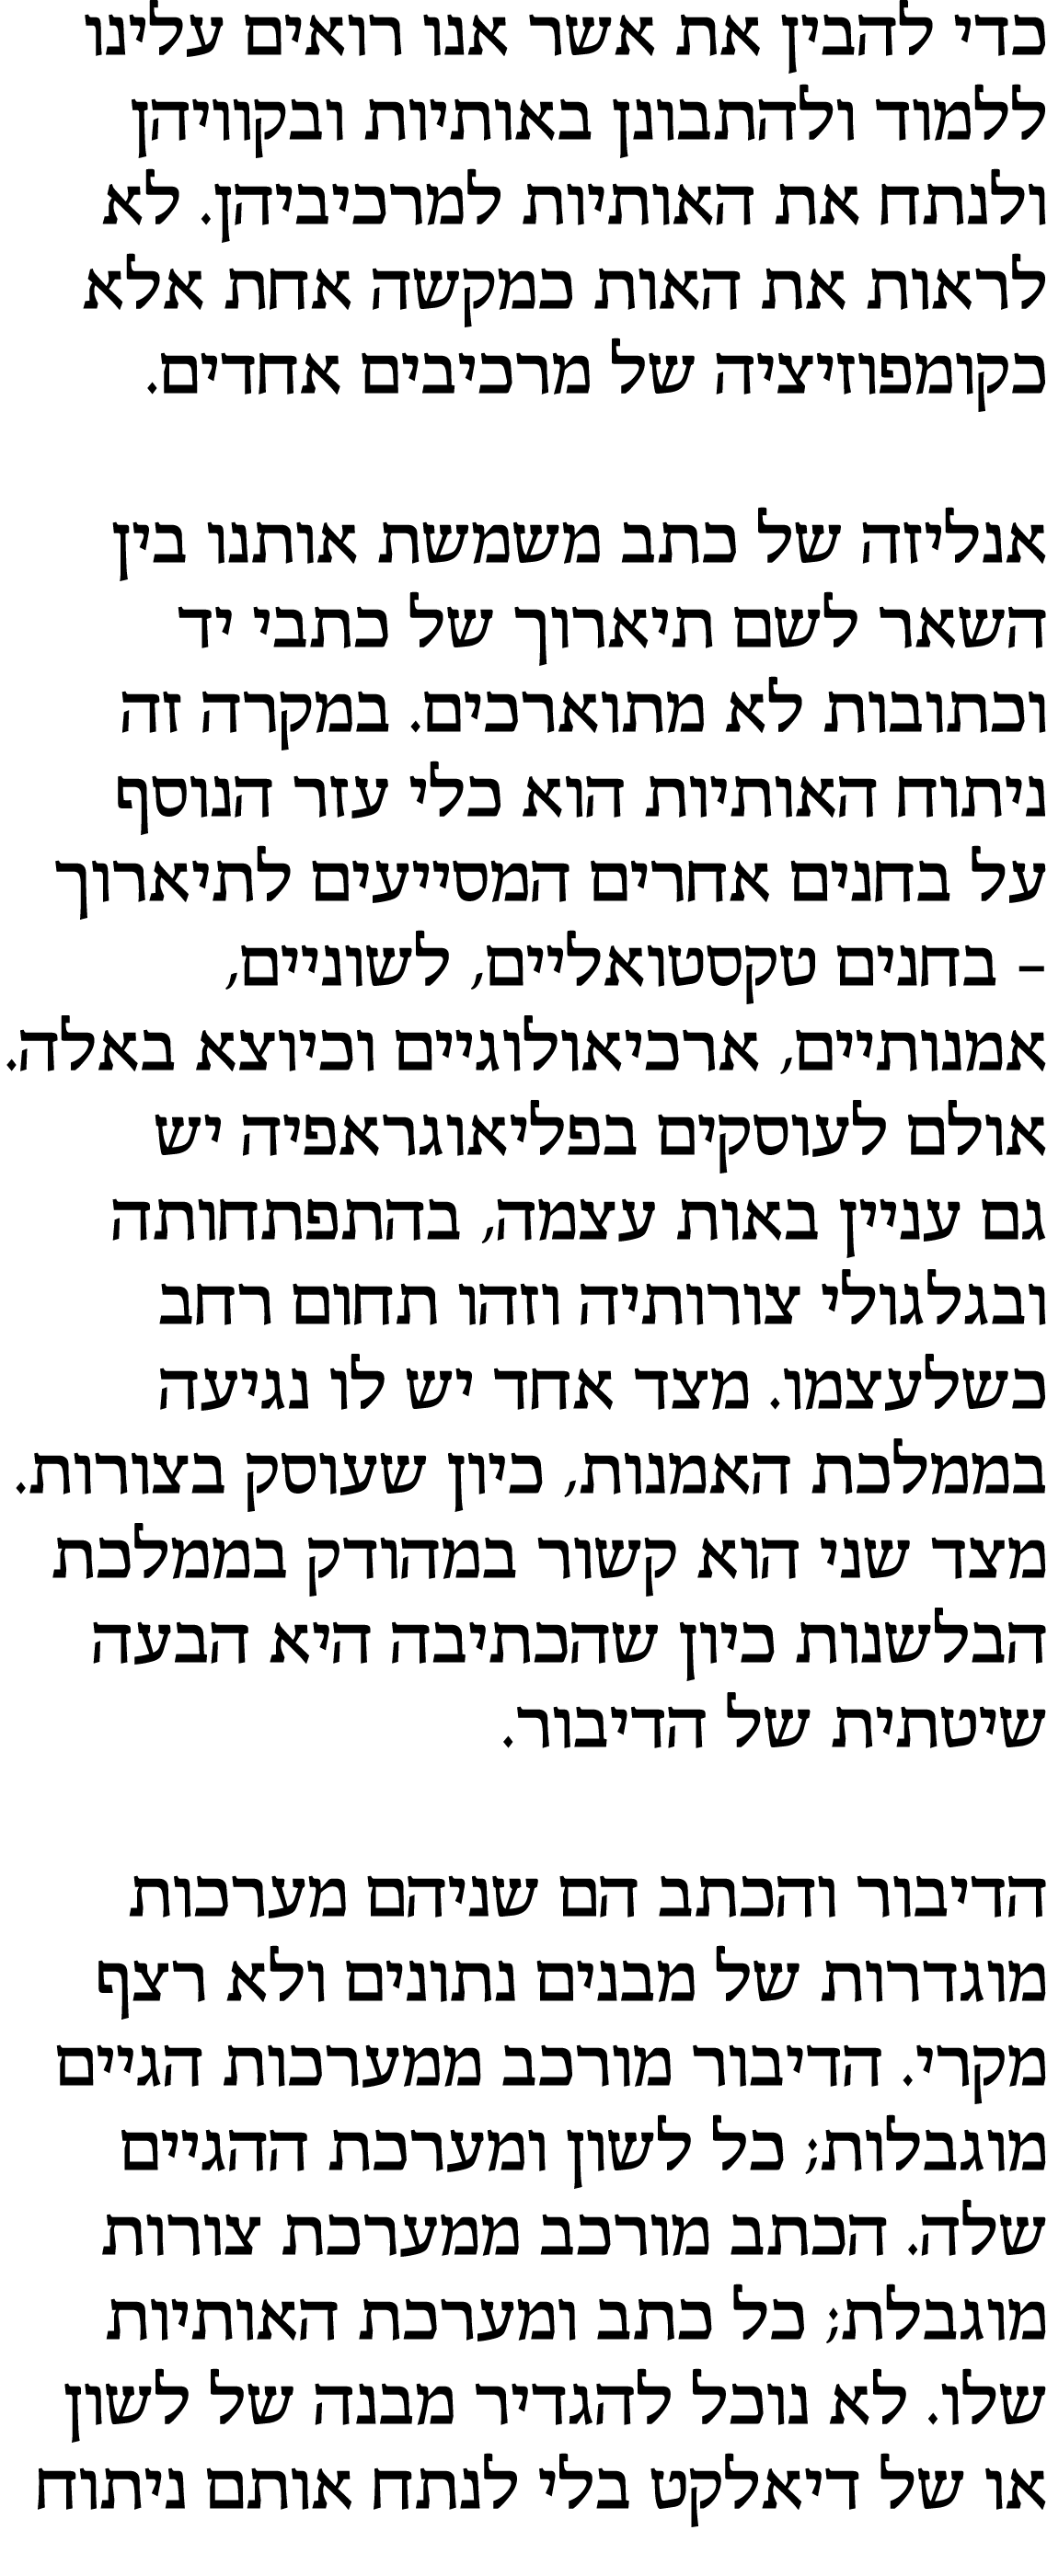 כדי להבין את אשר אנו רואים עלינו
ללמוד ולהתבונן באותיות ובקוויהן
ולנתח את האותיות למרכיביהן. לא
לראות את האות כמקשה אחת אלא
כקומפוזיציה של מרכיבים אחדים.
אנליזה של כתב משמשת אותנו בין
השאר לשם תיארוך של כתבי יד
וכתובות לא מתוארכים. במקרה זה
ניתוח האותיות הוא כלי עזר הנוסף
על בחנים אחרים המסייעים לתיארוך
– בחנים טקסטואליים, לשוניים,
אמנותיים, ארכיאולוגיים וכיוצא באלה.
אולם לעוסקים בפליאוגראפיה יש
גם עניין באות עצמה, בהתפתחותה
ובגלגולי צורותיה וזהו תחום רחב
כשלעצמו. מצד אחד יש לו נגיעה
בממלכת האמנות, כיון שעוסק בצורות.
מצד שני הוא קשור במהודק בממלכת
הבלשנות כיון שהכתיבה היא הבעה
שיטתית של הדיבור.
הדיבור והכתב הם שניהם מערכות
מוגדרות של מבנים נתונים ולא רצף
מקרי. הדיבור מורכב ממערכות הגיים
מוגבלות; כל לשון ומערכת ההגיים
שלה. הכתב מורכב ממערכת צורות
מוגבלת; כל כתב ומערכת האותיות
שלו. לא נוכל להגדיר מבנה של לשון
או של דיאלקט בלי לנתח אותם ניתוח